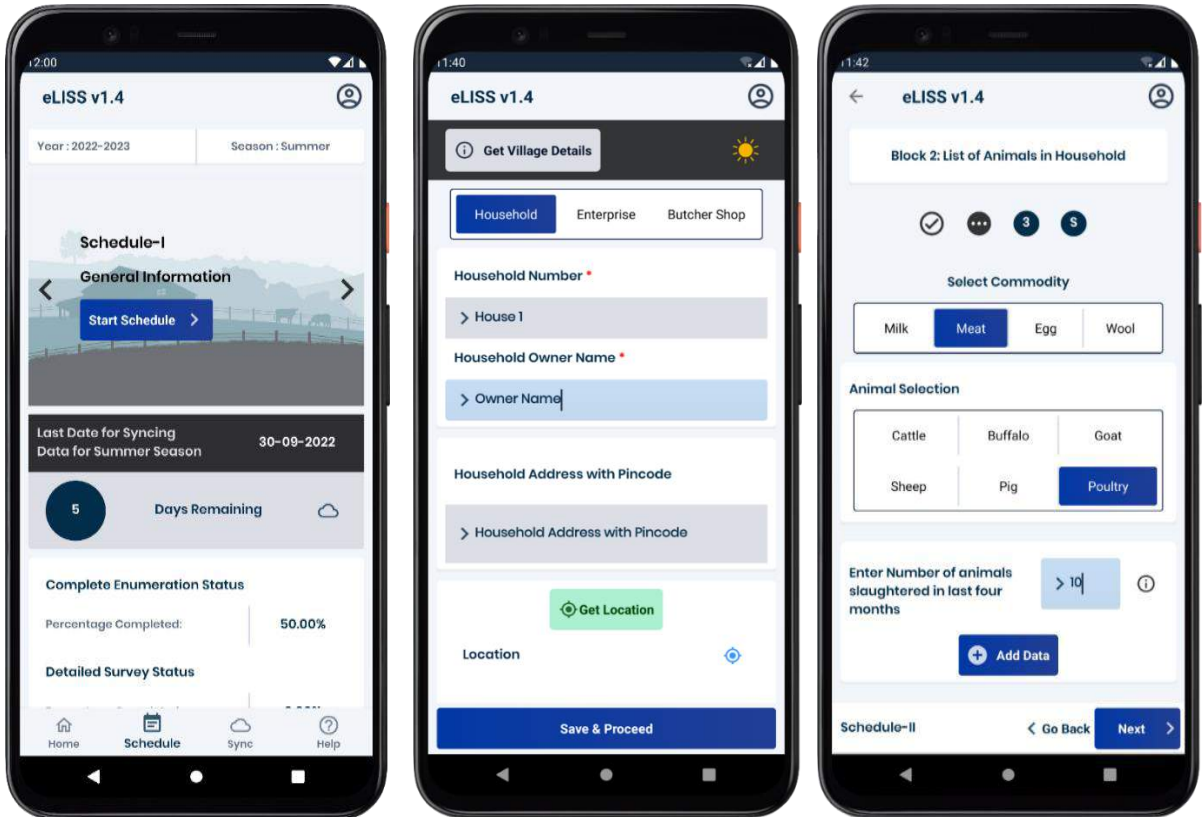 12:00
eLISS v1.4
Year : 2022-2023
Season : Summer
Schedule-I
General Information
Start Schedule
Last Date for Syncing
Data for Summer Season
30-09-2022
5
Days Remaining
Complete Enumeration Status
Percentage Completed:
50.00%
Detailed Survey Status
Home
Schedule
Sync
Help
11:40
eLISS v1.4
Get Village Details
Household
Enterprise
Butcher Shop
Household Number *
> House 1
Household Owner Name *
> Owner Name
Household Address with Pincode
> Household Address with Pincode
Get Location
Location
Save & Proceed
11:42
eLISS v1.4
Block 2: List of Animals in Household
3
S
Select Commodity
Milk
Meat
Egg
Wool
Animal Selection
Cattle
Buffalo
Goat
Sheep
Pig
Poultry
Enter Number of animals
slaughtered in last four
months
> 10
Add Data
Schedule-II
< Go Back
Next >